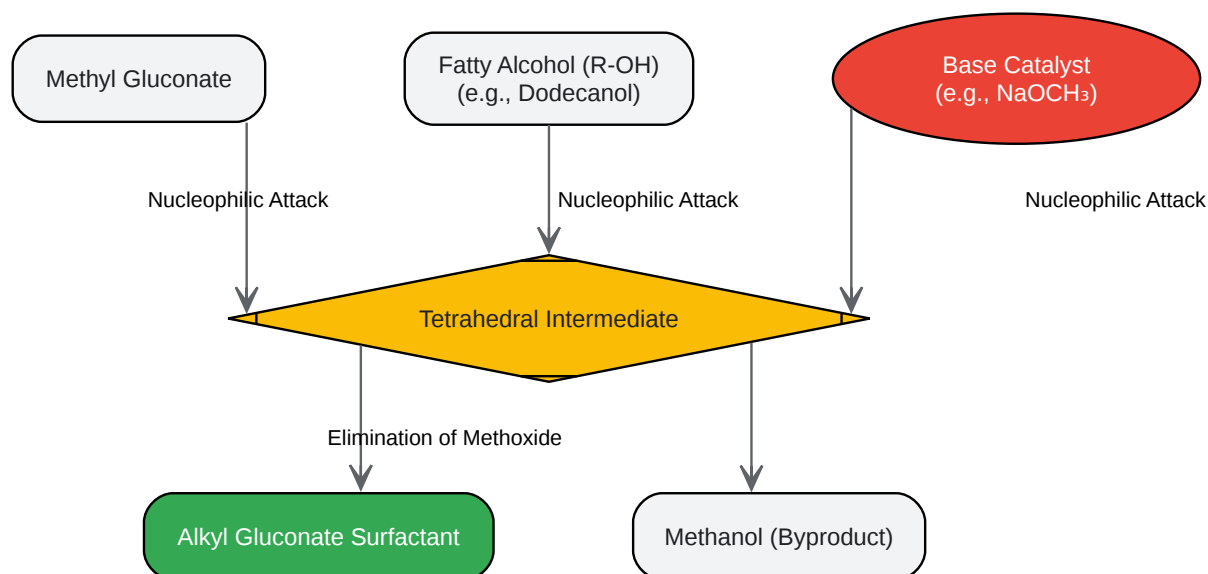 Methyl Gluconate
Fatty Alcohol (R-OH)
(e.g., Dodecanol)
Base Catalyst
(e.g., NaOCH₃)
Nucleophilic Attack
Nucleophilic Attack
Nucleophilic Attack
Tetrahedral Intermediate
Elimination of Methoxide
Alkyl Gluconate Surfactant
Methanol (Byproduct)